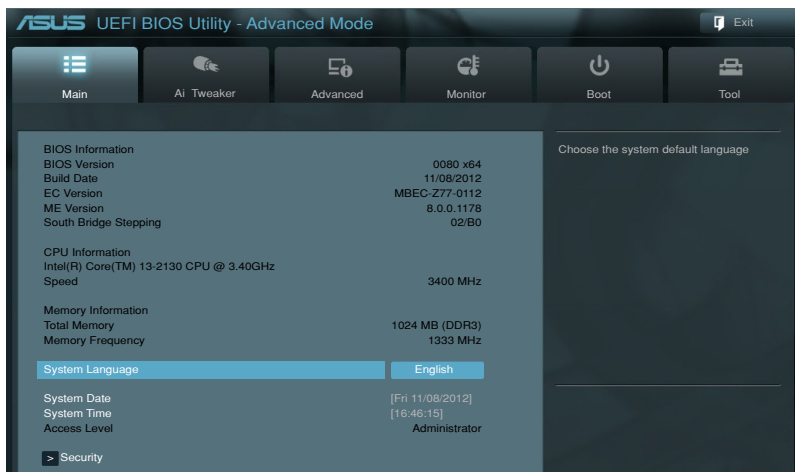 ASUS UEFI BIOS Utility - Advanced Mode
Exit
Main Ai Tweaker Advanced Monitor Boot Tool
Choose the system default language
BIOS Information
BIOS Version 0080 x64
Build Date 11/08/2012
EC Version MBEC-Z77-0112
ME Version 8.0.0.1178
South Bridge Stepping 02/B0
CPU Information
Intel(R) Core(TM) 13-2130 CPU @ 3.40GHz
Speed 3400 MHz
Memory Information
Total Memory 1024 MB (DDR3)
Memory Frequency 1333 MHz
System Language English
System Date [Fri 11/08/2012]
System Time [16:46:15]
Access Level Administrator
> Security